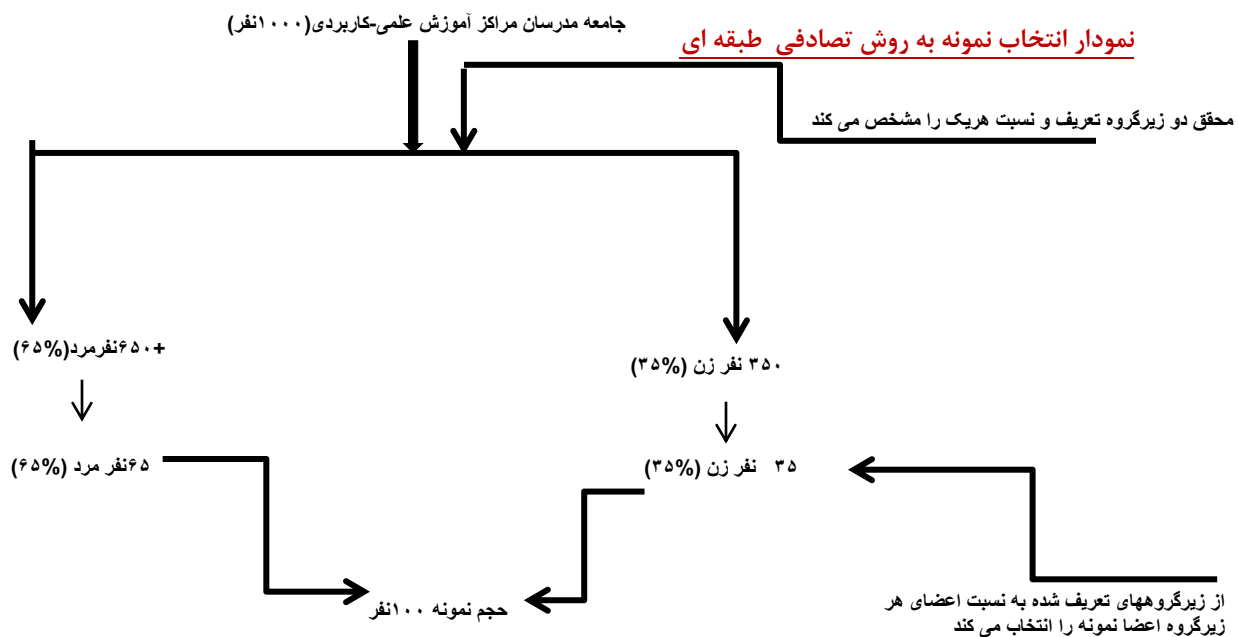 جامعه مدرسان مراکز آموزش علمی-کاربردی(۱۰۰۰نفر)
نمودار انتخاب نمونه به روش تصادفی طبقه ای
محقق دو زیرگروه تعریف و نسبت هریک را مشخص می کند
+۶۵۰نفرمرد(۶۵%)
۳۵۰ نفر زن (۳۵%)
۶۵نفر مرد (۶۵%)
۳۵ نفر زن (۳۵%)
حجم نمونه ۱۰۰نفر
از زیرگروههای تعریف شده به نسبت اعضای هر
زیرگروه اعضا نمونه را انتخاب می کند